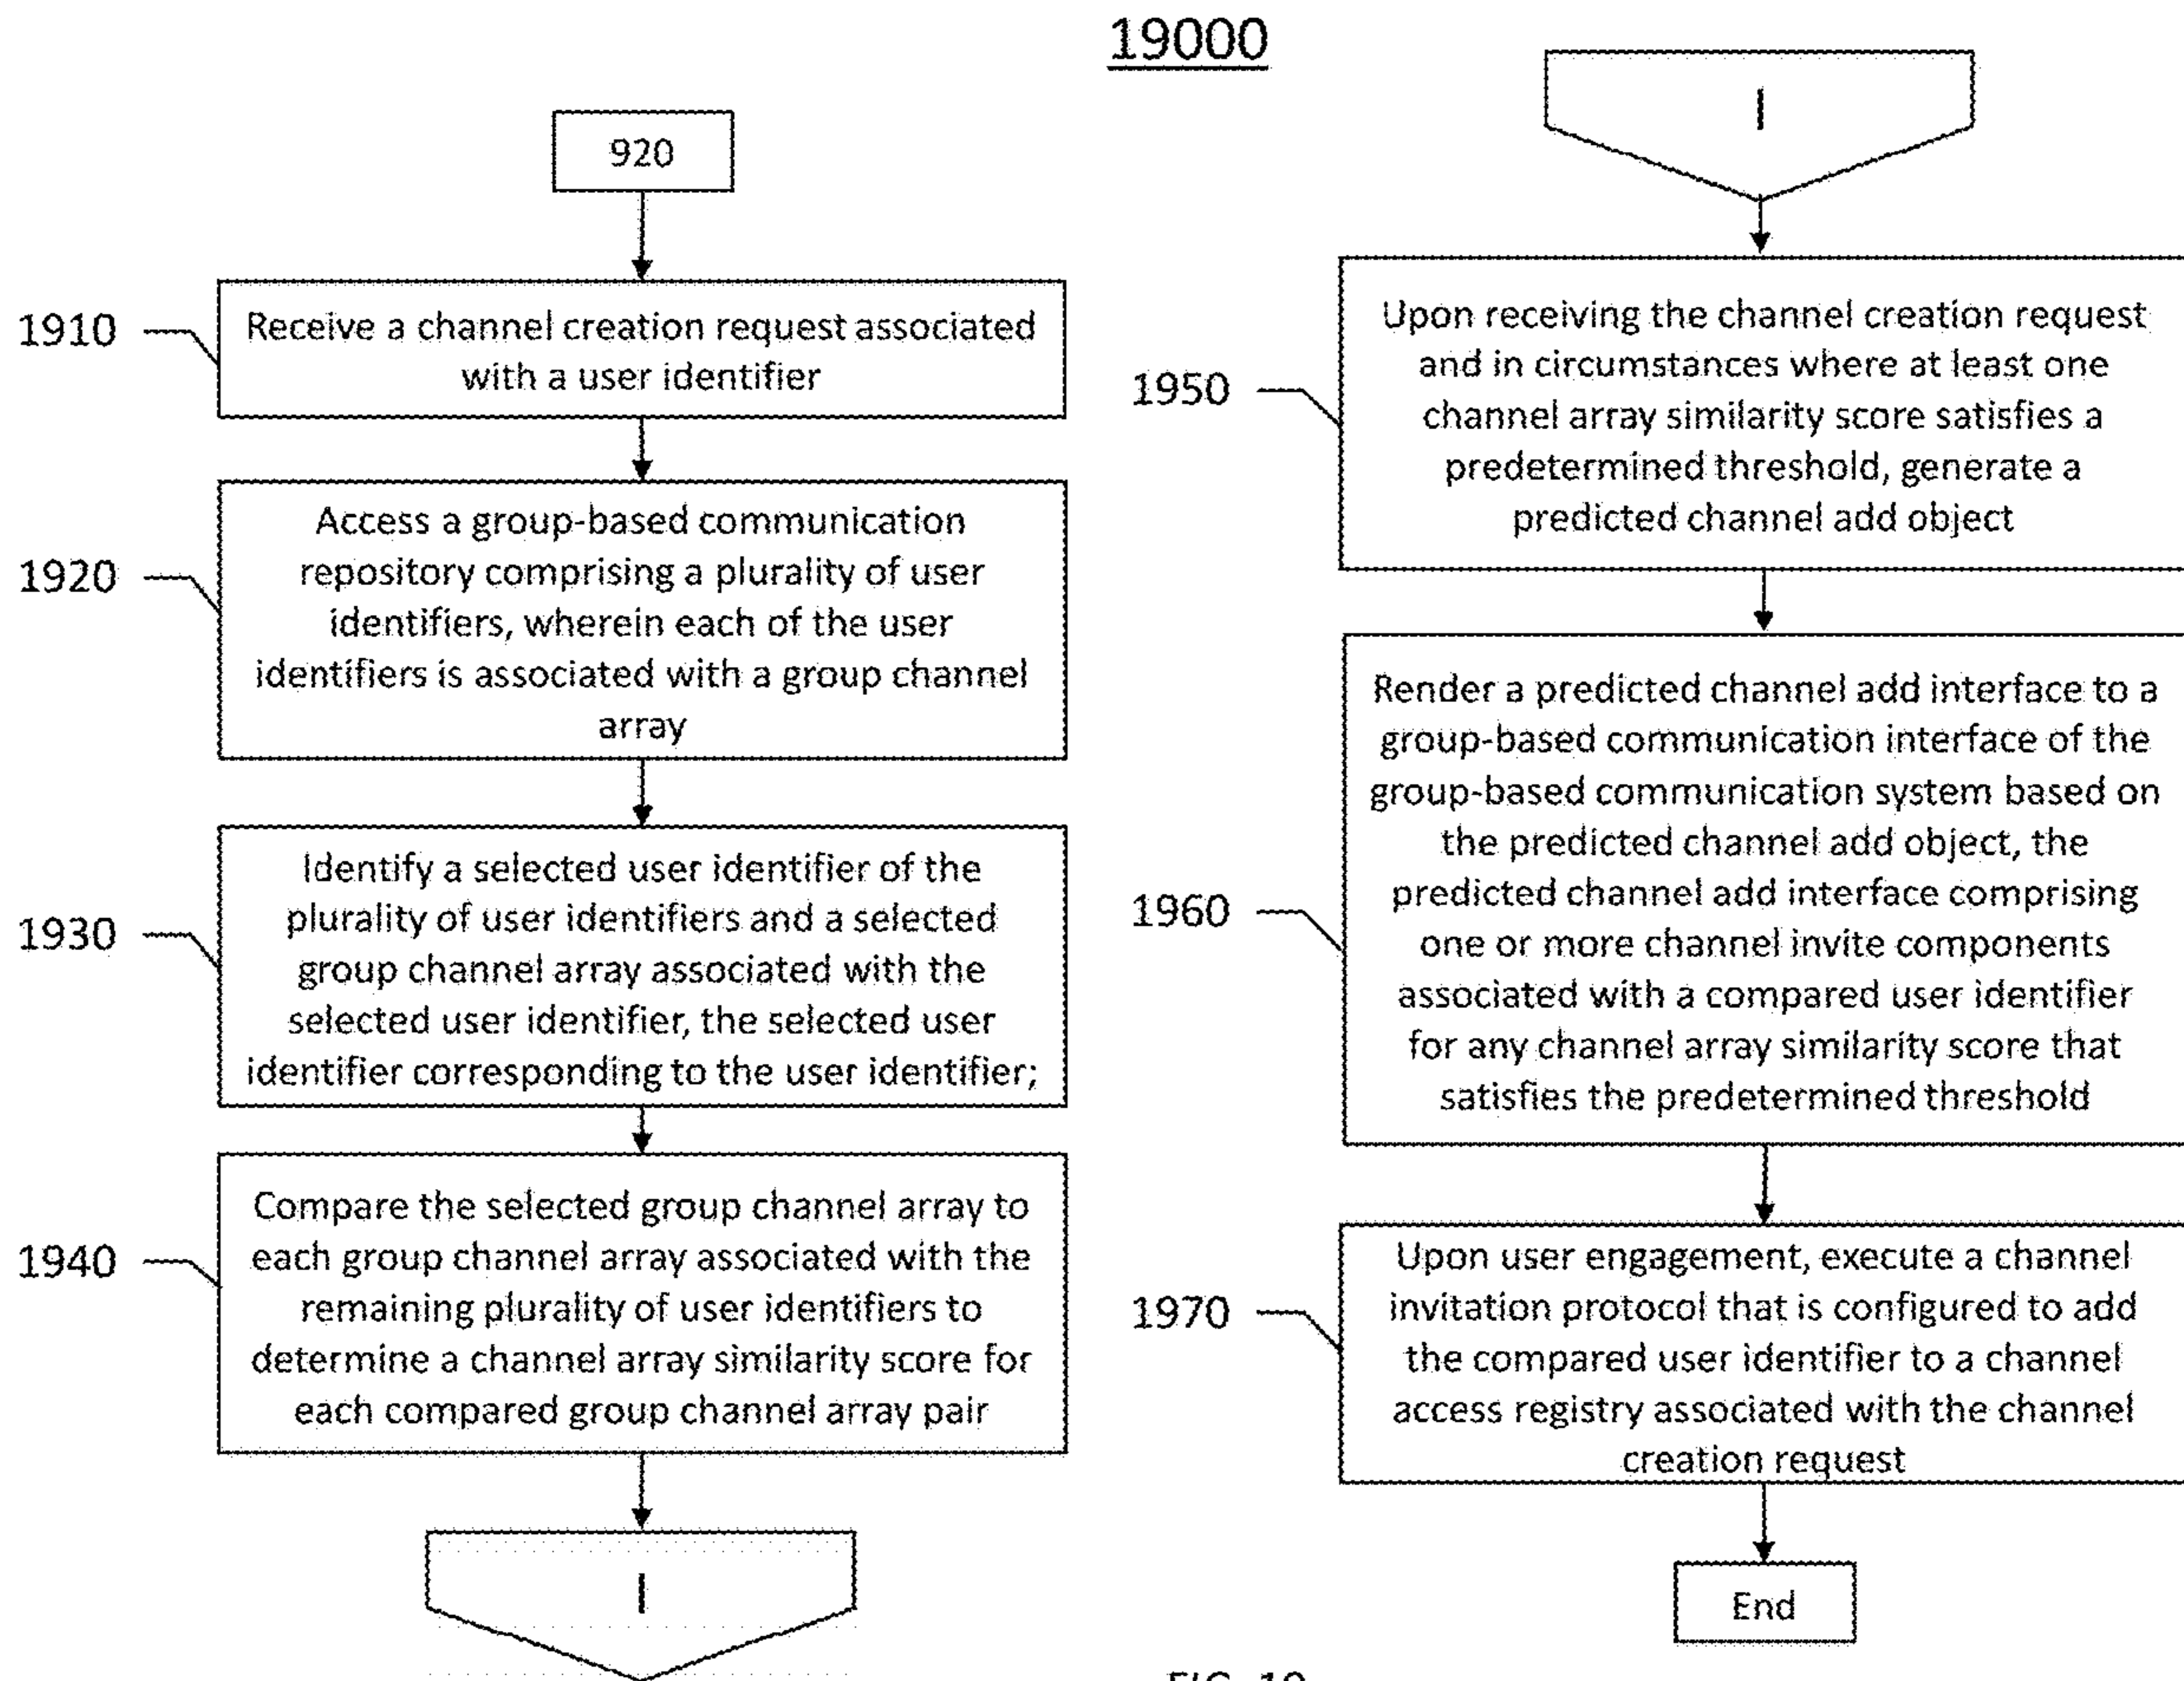 19000
920
1910
Receive a channel creation request associated
with a user identifier
1920
Access a group-based communication
repository comprising a plurality of user
identifiers, wherein each of the user
identifiers is associated with a group channel
array
1930
Identify a selected user identifier of the
plurality of user identifiers and a selected
group channel array associated with the
selected user identifier, the selected user
identifier corresponding to the user identifier;
1940
Compare the selected group channel array to
each group channel array associated with the
remaining plurality of user identifiers to
determine a channel array similarity score for
each compared group channel array pair
I
I
1950
Upon receiving the channel creation request
and in circumstances where at least one
channel array similarity score satisfies a
predetermined threshold, generate a
predicted channel add object
1960
Render a predicted channel add interface to a
group-based communication interface of the
group-based communication system based on
the predicted channel add object, the
predicted channel add interface comprising
one or more channel invite components
associated with a compared user identifier
for any channel array similarity score that
satisfies the predetermined threshold
1970
Upon user engagement, execute a channel
invitation protocol that is configured to add
the compared user identifier to a channel
access registry associated with the channel
creation request
End
FIG. 19